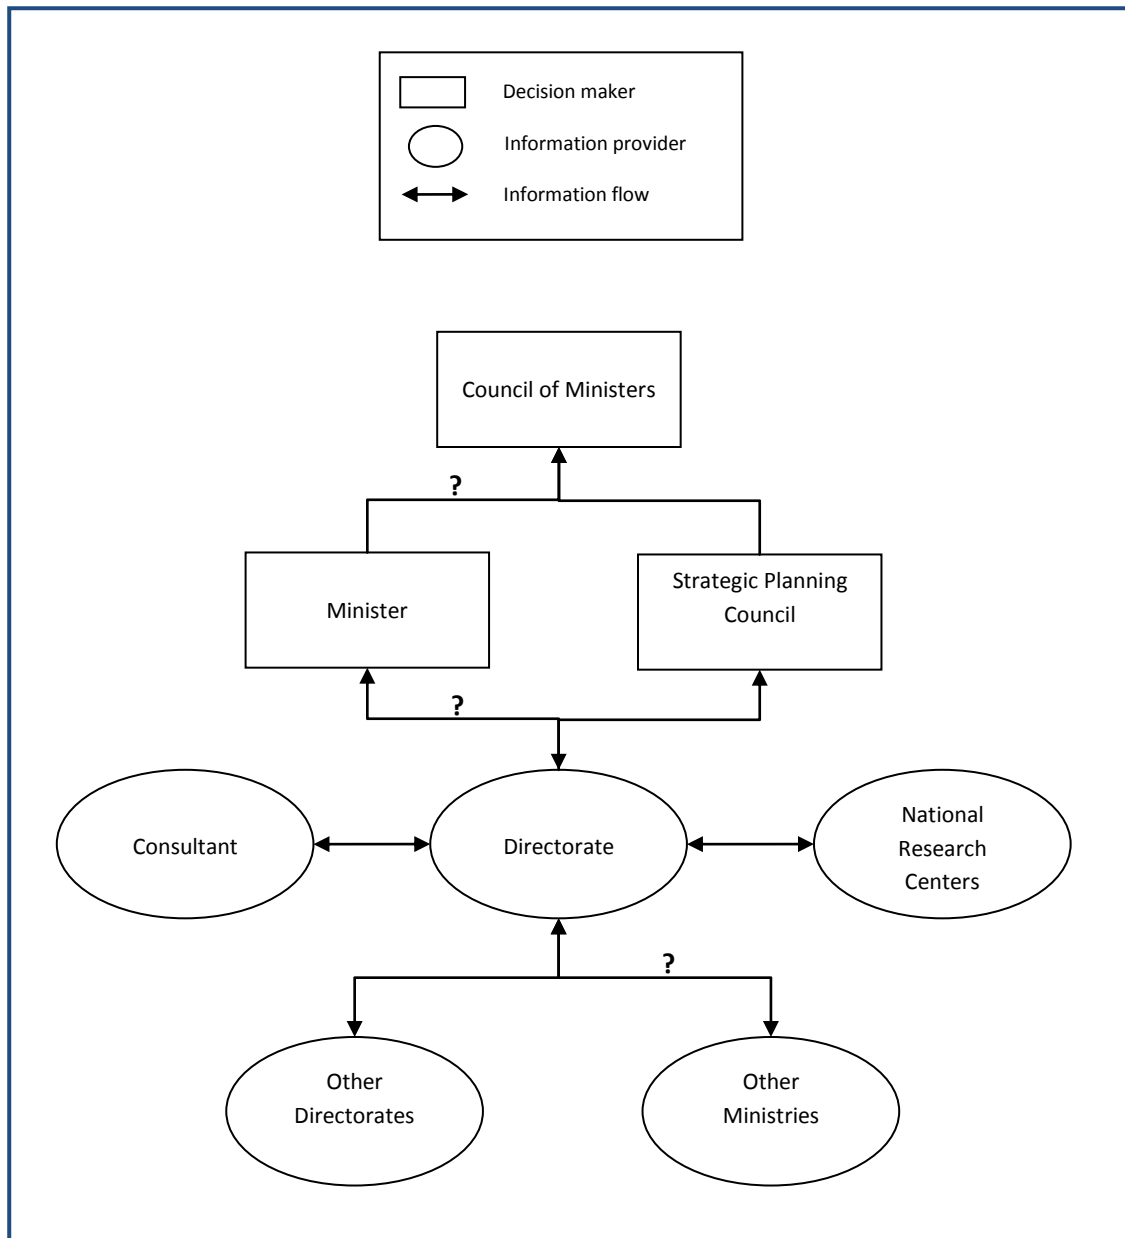 Decision maker
Information provider
Information flow
Council of Ministers
?
Minister
Strategic Planning
Council
?
Consultant
Directorate
National
Research
Centers
?
Other
Directorates
Other
Ministries